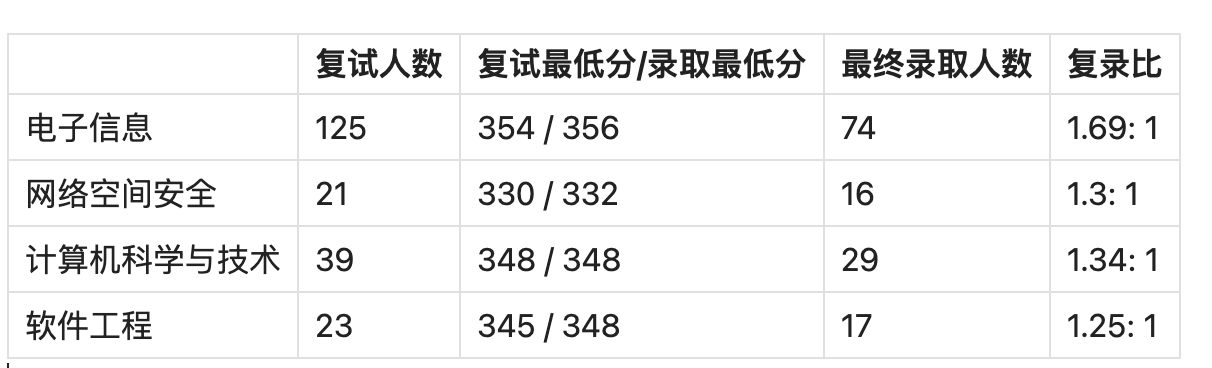 复试人数 复试最低分/录取最低分 最终录取人数 复录比
电子信息 125 354 / 356 74 1.69: 1
网络空间安全 21 330 / 332 16 1.3: 1
计算机科学与技术 39 348 / 348 29 1.34: 1
软件工程 23 345 / 348 17 1.25: 1